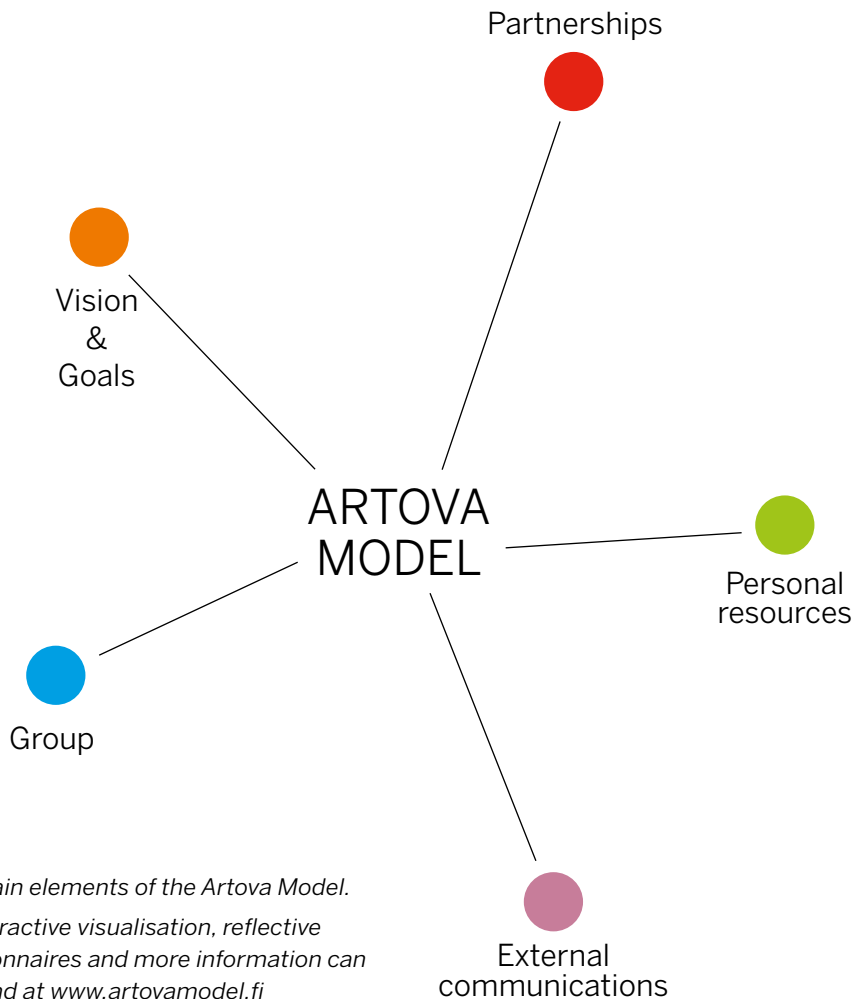 Partnerships
Vision
&
Goals
ARTOVA
MODEL
Personal
resources
Group
elements of the Artova Model.
visualisation, reflective
and more information can
at www.artovamodel.fi
External
communications